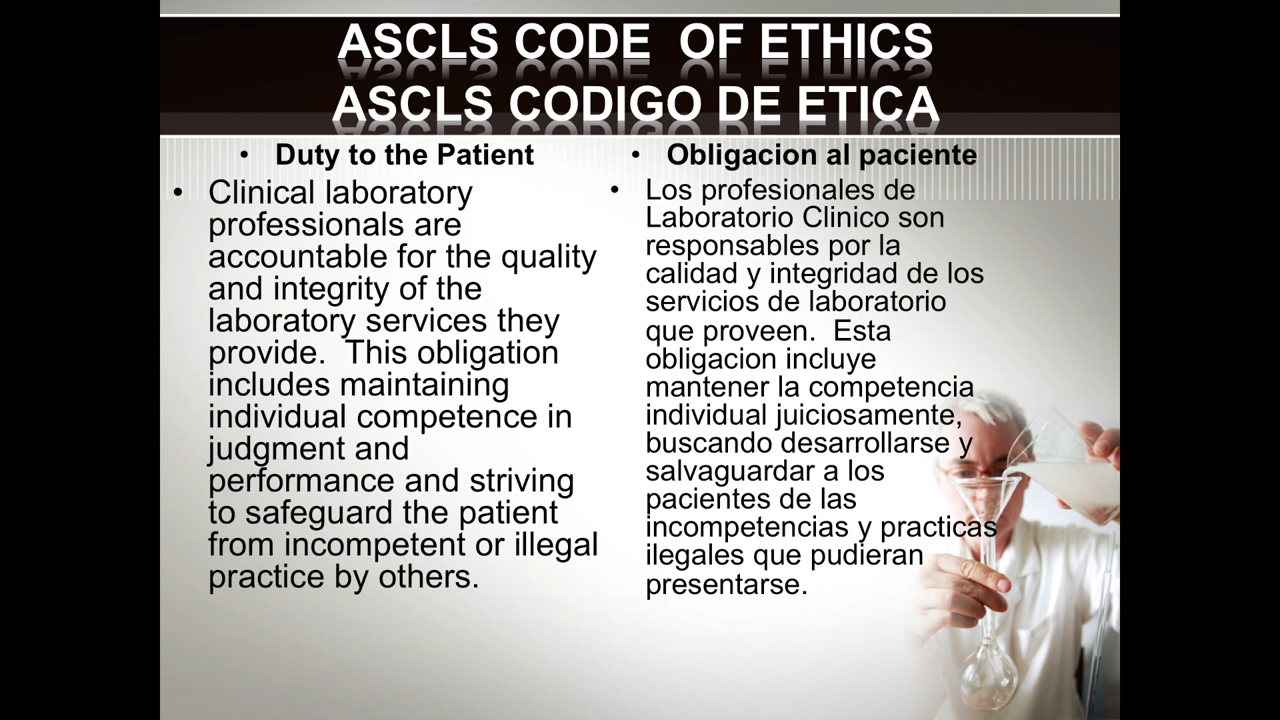 ASCLS CODE  OF ETHICS
ASCLS CODIGO DE ETICA
• Duty to the Patient
• Clinical laboratory
professionals are
accountable for the quality
and integrity of the
laboratory services they
provide.  This obligation
includes maintaining
individual competence in
judgment and
performance and striving
to safeguard the patient
from incompetent or illegal
practice by others.
• Obligacion al paciente
• Los profesionales de
Laboratorio Clinico son
responsables por la
calidad y integridad de los
servicios de laboratorio
que proveen.  Esta
obligacion incluye
mantener la competencia
individual juiciosamente,
buscando desarrollarse y
salvaguardar a los
pacientes de las
incompetencias y practicas
ilegales que pudieran
presentarse.